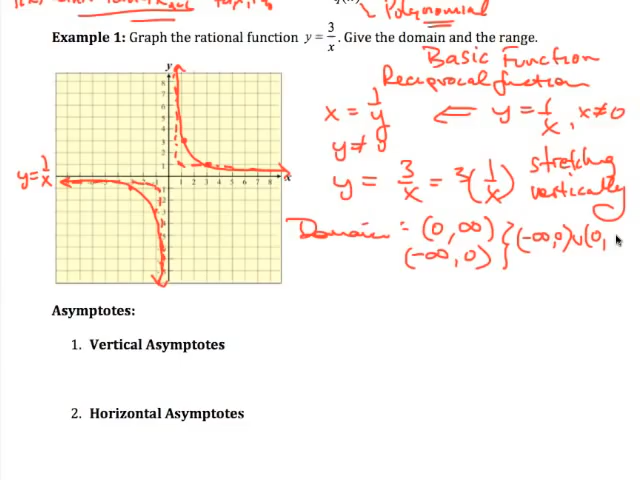 Polynomial
Example 1: Graph the rational function y = 3/x. Give the domain and the range.
Basic Function
Reciprocal function
x = 1/y ⇐ y = 1/x, x≠0
y≠
y = 3/x = 3(1/x) stretching
vertically
y = 1/x
Domain = (0, ∞)
(-∞, 0) } (-∞, 0) ∪ (0,
Asymptotes:
1. Vertical Asymptotes
2. Horizontal Asymptotes